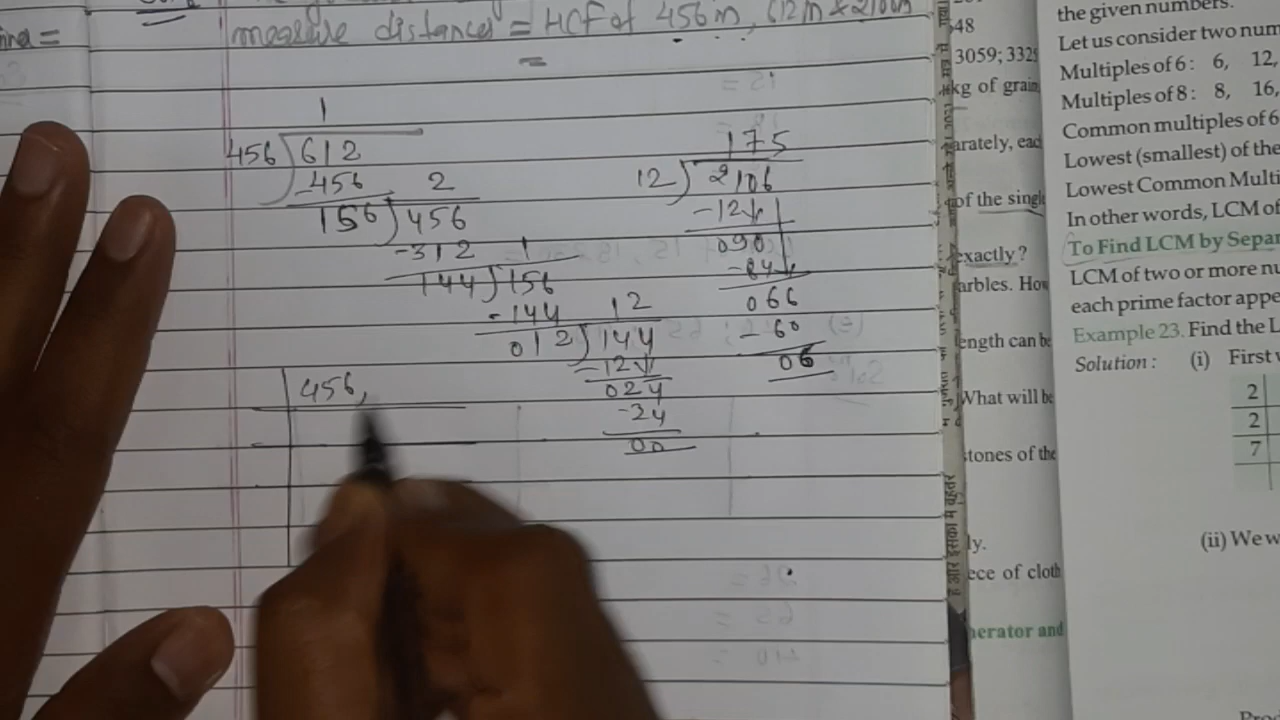 measure distances = HCF of 456m, 612m & 2106m
1
456 ) 612
-456 2
156 ) 456
-312 1
144 ) 156
-144 12
012 ) 144
-12↓
024
-24
00
175
12 ) 2106
-12↓
090
-84↓
066
- 60
06
456,
48
3059; 332
kg of grain
arately, eac
of the single
exactly?
arbles. How
ength can be
What will be
tones of the
ly.
ece of cloth
erator and
the given numbers.
Let us consider two num
Multiples of 6: 6, 12,
Multiples of 8: 8, 16,
Common multiples of 6
Lowest (smallest) of the
Lowest Common Multi
In other words, LCM of
To Find LCM by Separ
LCM of two or more nu
each prime factor appe
Example 23. Find the L
Solution : (i) First
2
2
7
(ii) We w